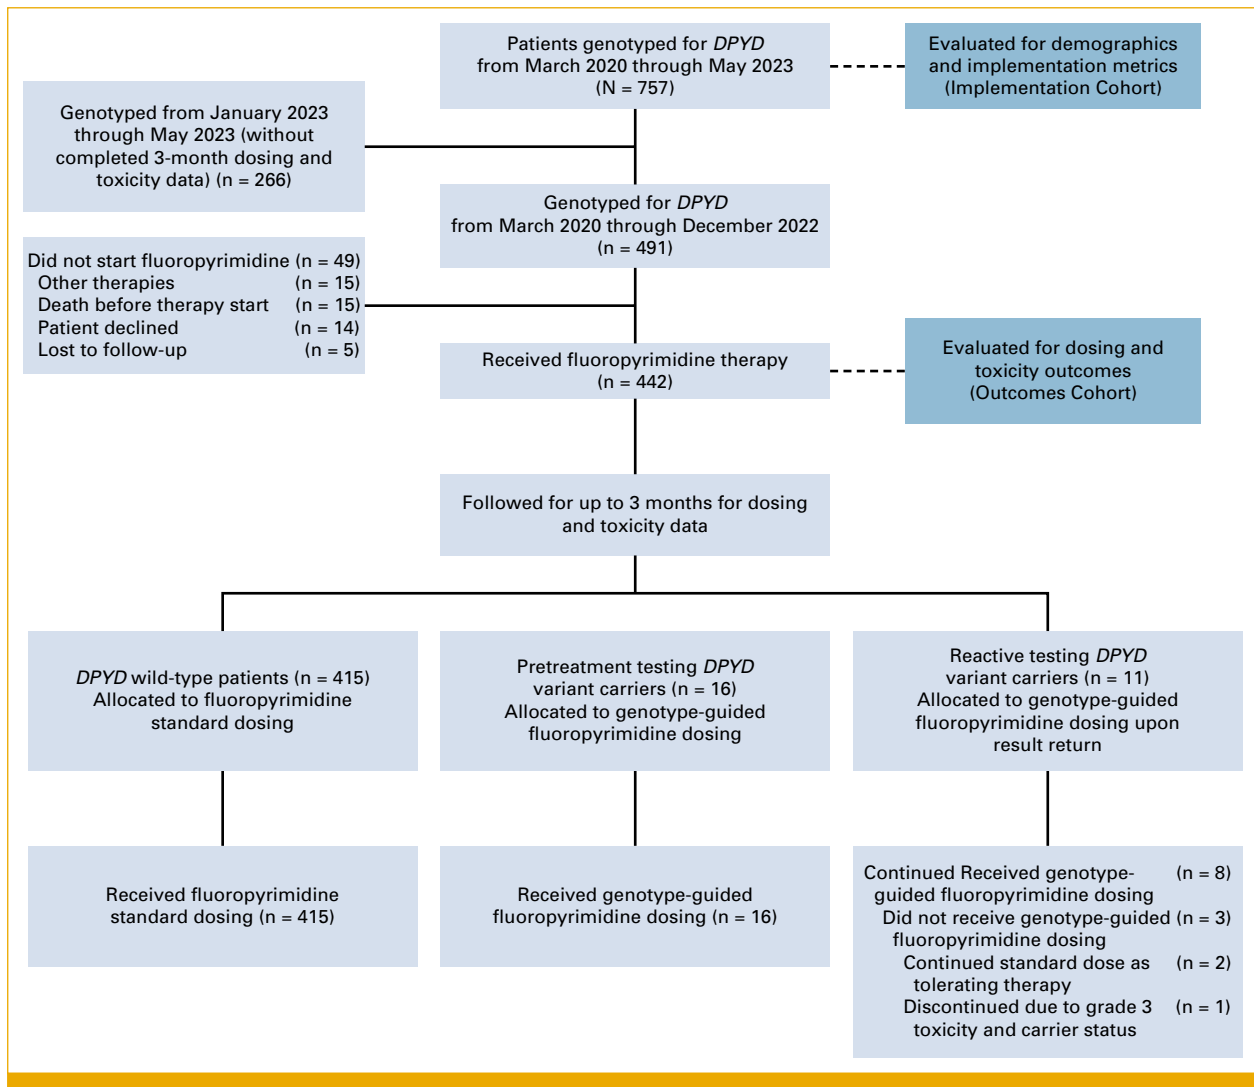 Patients genotyped for DPYD
from March 2020 through May 2023
(N = 757)
Evaluated for demographics
and implementation metrics
(Implementation Cohort)
Genotyped from January 2023
through May 2023 (without
completed 3-month dosing and
toxicity data) (n = 266)
Genotyped for DPYD
from March 2020 through December 2022
(n = 491)
Did not start fluoropyrimidine (n = 49)
Other therapies (n = 15)
Death before therapy start (n = 15)
Patient declined (n = 14)
Lost to follow-up (n = 5)
Received fluoropyrimidine therapy
(n = 442)
Evaluated for dosing and
toxicity outcomes
(Outcomes Cohort)
Followed for up to 3 months for dosing
and toxicity data
DPYD wild-type patients (n = 415)
Allocated to fluoropyrimidine
standard dosing
Pretreatment testing DPYD
variant carriers (n = 16)
Allocated to genotype-guided
fluoropyrimidine dosing
Reactive testing DPYD
variant carriers (n = 11)
Allocated to genotype-guided
fluoropyrimidine dosing upon
result return
Received fluoropyrimidine
standard dosing (n = 415)
Received genotype-guided
fluoropyrimidine dosing (n = 16)
Continued Received genotype- (n = 8)
guided fluoropyrimidine dosing
Did not receive genotype-guided (n = 3)
fluoropyrimidine dosing
Continued standard dose as (n = 2)
tolerating therapy
Discontinued due to grade 3 (n = 1)
toxicity and carrier status